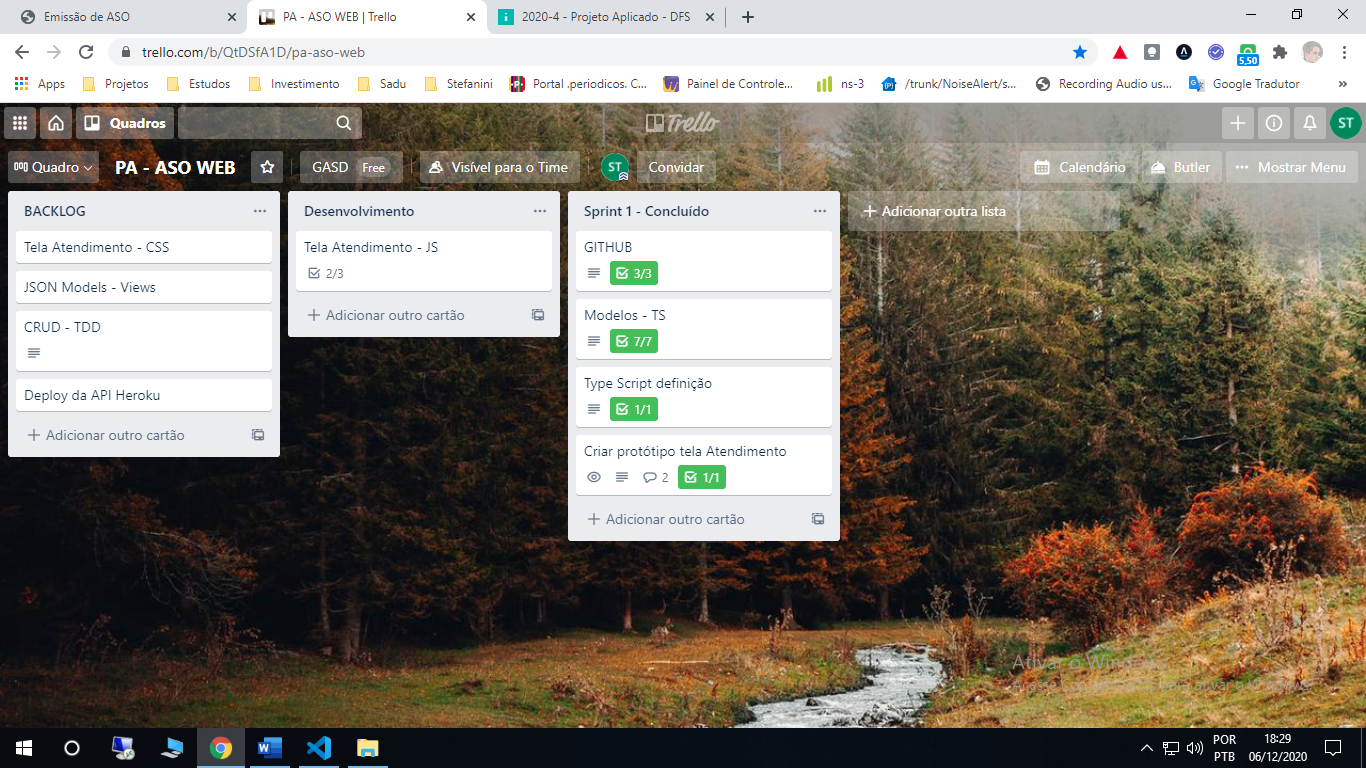 Emissão de ASO
PA - ASO WEB | Trello
2020-4 - Projeto Aplicado - DFS
trello.com/b/QtDSfA1D/pa-aso-web
5,50
Apps
Projetos
Estudos
Investimento
Sadu
Stefanini
Portal .periodicos. C...
Painel de Controle...
ns-3
/trunk/NoiseAlert/s...
Recording Audio us...
Google Tradutor
»
Quadros
Trello
ST
Quadro
PA - ASO WEB
GASD Free
Visível para o Time
ST
Convidar
Calendário
Butler
Mostrar Menu
BACKLOG
Tela Atendimento - CSS
JSON Models - Views
CRUD - TDD
Deploy da API Heroku
+ Adicionar outro cartão
Desenvolvimento
Tela Atendimento - JS
2/3
+ Adicionar outro cartão
Sprint 1 - Concluído
GITHUB
3/3
Modelos - TS
7/7
Type Script definição
1/1
Criar protótipo tela Atendimento
2 1/1
+ Adicionar outro cartão
+ Adicionar outra lista
Ativar o Windows
POR
PTB
18:29
06/12/2020